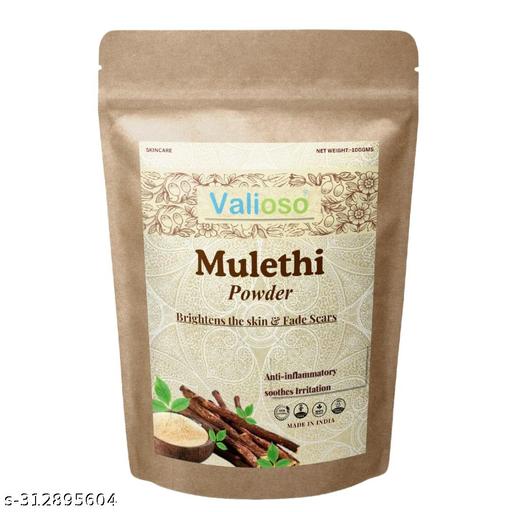 SKINCARE
NET WEIGHT:-100GMS
Valioso
Mulethi
Powder
Brightens the skin & Fade Scars
Anti-inflammatory
soothes Irritation
MADE IN INDIA
s-312895604